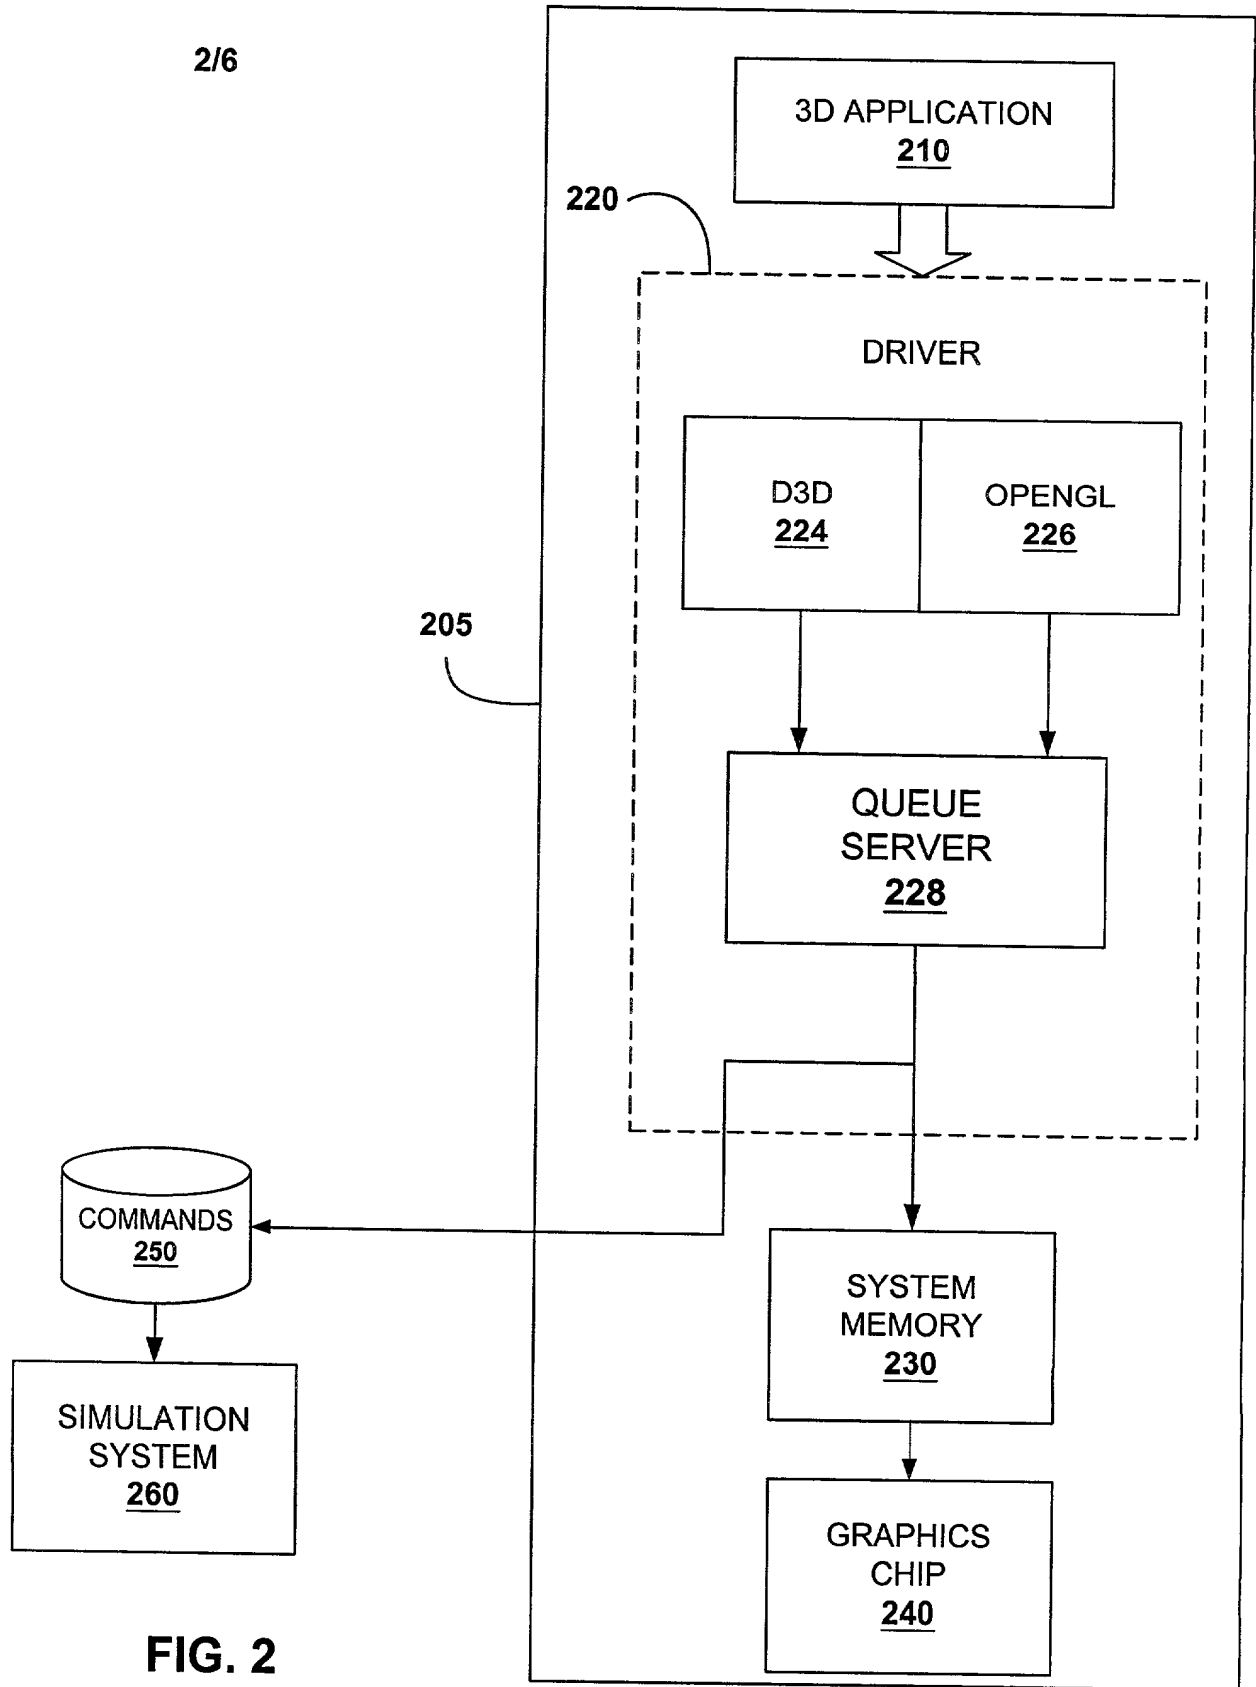 2/6
3D APPLICATION
210
220
DRIVER
D3D
224
OPENGL
226
205
QUEUE
SERVER
228
COMMANDS
250
SYSTEM
MEMORY
230
SIMULATION
SYSTEM
260
GRAPHICS
CHIP
240
FIG. 2